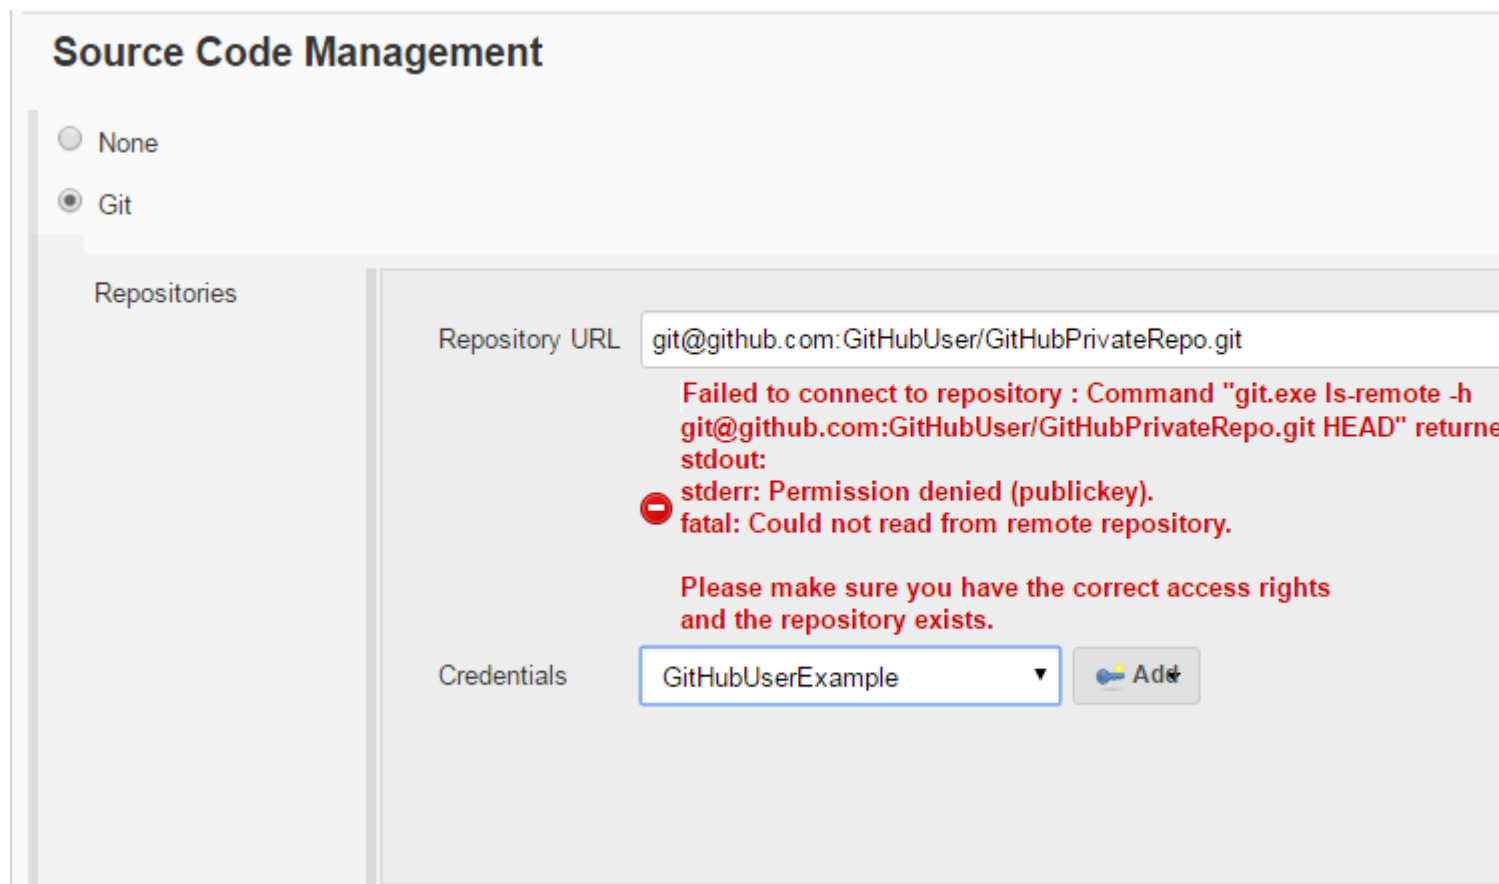 Source Code Management
None
Git
Repositories
Repository URL git@github.com:GitHubUser/GitHubPrivateRepo.git
Failed to connect to repository : Command "git.exe ls-remote -h
git@github.com:GitHubUser/GitHubPrivateRepo.git HEAD" returne
stdout:
stderr: Permission denied (publickey).
fatal: Could not read from remote repository.
Please make sure you have the correct access rights
and the repository exists.
Credentials GitHubUserExample Add